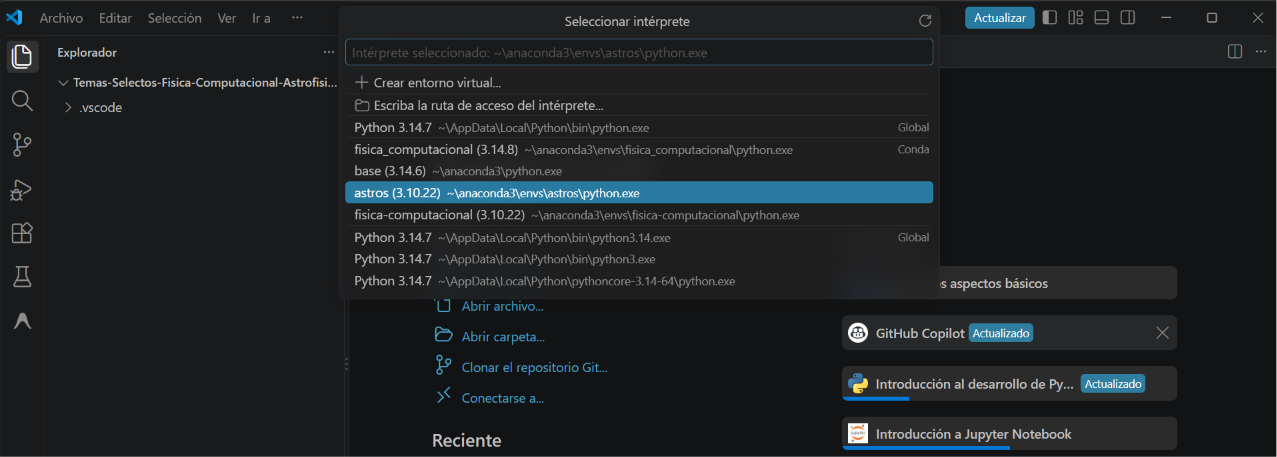 Archivo Editar Selección Ver Ir a ···
Seleccionar intérprete
Actualizar
Explorador ···
Intérprete seleccionado: ~\anaconda3\envs\astros\python.exe
Temas-Selectos-Fisica-Computacional-Astrofisi...
.vscode
Crear entorno virtual...
Escriba la ruta de acceso del intérprete...
Python 3.14.7 ~\AppData\Local\Python\bin\python.exe Global
fisica_computacional (3.14.8) ~\anaconda3\envs\fisica_computacional\python.exe Conda
base (3.14.6) ~\anaconda3\python.exe
astros (3.10.22) ~\anaconda3\envs\astros\python.exe
fisica-computacional (3.10.22) ~\anaconda3\envs\fisica-computacional\python.exe
Python 3.14.7 ~\AppData\Local\Python\bin\python3.14.exe Global
Python 3.14.7 ~\AppData\Local\Python\bin\python3.exe
Python 3.14.7 ~\AppData\Local\Python\pythoncore-3.14-64\python.exe
Abrir archivo...
Abrir carpeta...
Clonar el repositorio Git...
Conectarse a...
Reciente
aspectos básicos
GitHub Copilot Actualizado
Introducción al desarrollo de Py... Actualizado
Introducción a Jupyter Notebook